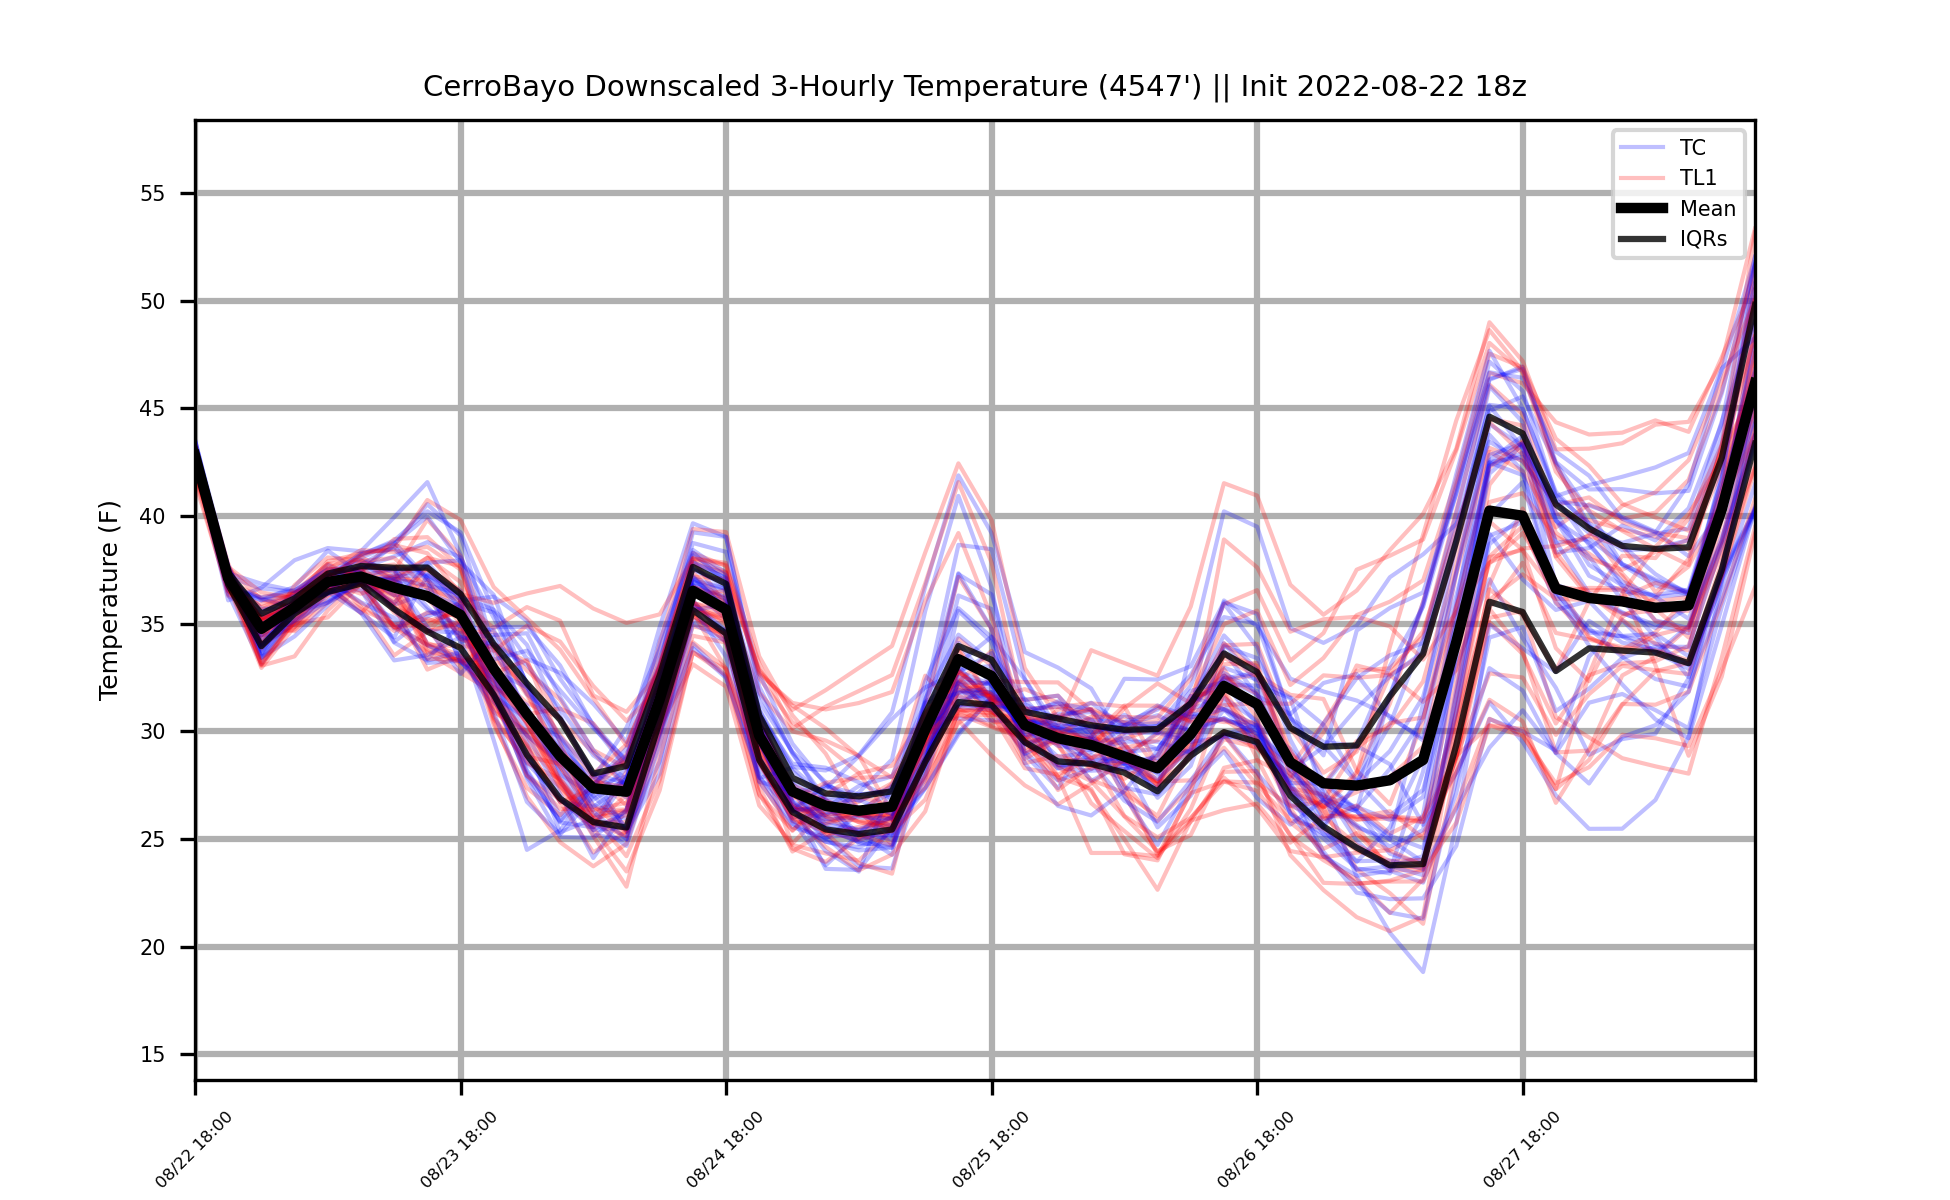 CerroBayo Downscaled 3-Hourly Temperature (4547') || Init 2022-08-22 18z
TC
TL1
Mean
IQRs
Temperature (F)
55
50
45
40
35
30
25
20
15
08/22 18:00
08/23 18:00
08/24 18:00
08/25 18:00
08/26 18:00
08/27 18:00